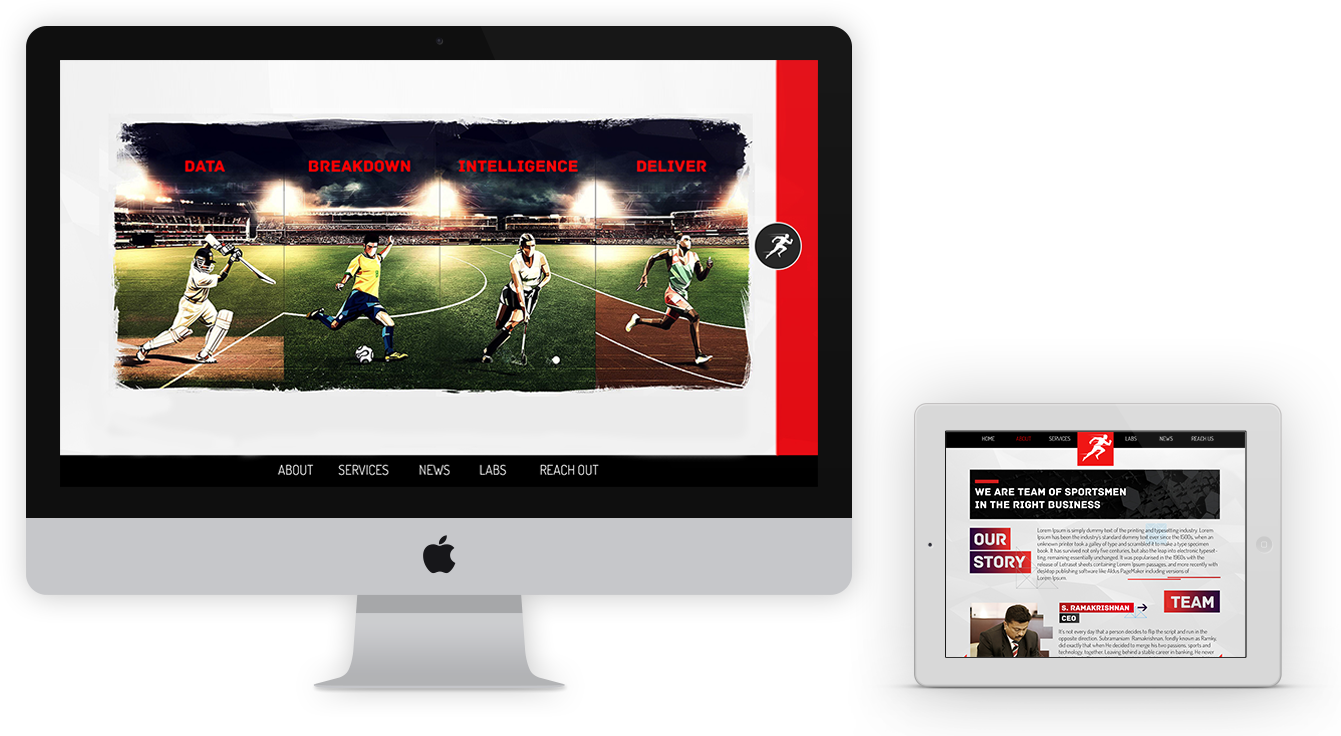 DATA
BREAKDOWN
INTELLIGENCE
DELIVER
ABOUT SERVICES NEWS LABS REACH OUT
HOME ABOUT SERVICES LABS NEWS REACH US
WE ARE TEAM OF SPORTSMEN
IN THE RIGHT BUSINESS
OUR
STORY
Lorem Ipsum is simply dummy text of the printing and typesetting industry. Lorem
Ipsum has been the industry's standard dummy text ever since the 1500s, when an
unknown printer took a galley of type and scrambled it to make a type specimen
book. It has survived not only five centuries, but also the leap into electronic typeset-
ting, remaining essentially unchanged. It was popularised in the 1960s with the
release of Letraset sheets containing Lorem Ipsum passages, and more recently with
desktop publishing software like Aldus PageMaker including versions of
Lorem Ipsum.
TEAM
S. RAMAKRISHNAN
CEO
It's not every day that a person decides to flip the script and run in the
opposite direction. Subramaniam Ramakrishnan, fondly known as Ramky,
did exactly that when he decided to merge his two passions, sports and
technology, together. Leaving behind a stable career in banking, He never